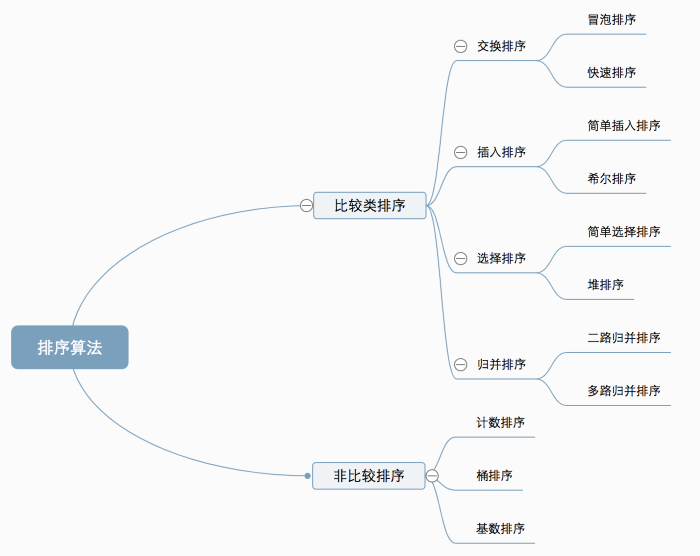 排序算法
比较类排序
交换排序
冒泡排序
快速排序
插入排序
简单插入排序
希尔排序
选择排序
简单选择排序
堆排序
归并排序
二路归并排序
多路归并排序
非比较排序
计数排序
桶排序
基数排序